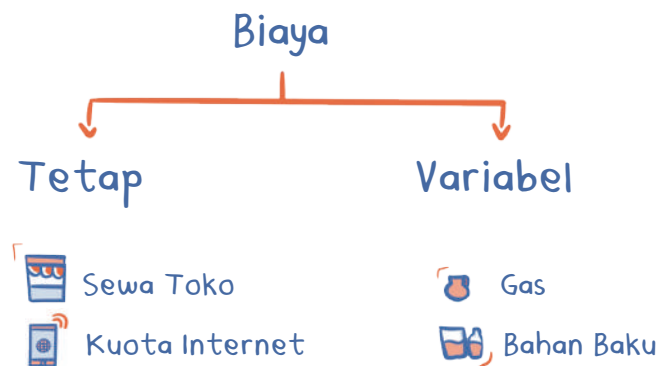 Biaya
Tetap
Variabel
Sewa Toko
Gas
Kuota Internet
Bahan Baku